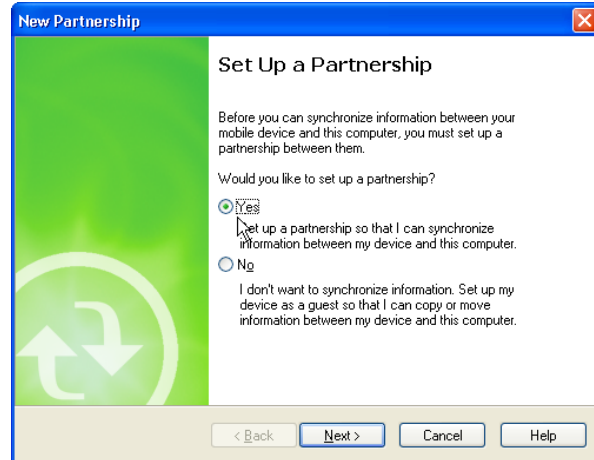 New Partnership
Set Up a Partnership
Before you can synchronize information between your
mobile device and this computer, you must set up a
partnership between them.
Would you like to set up a partnership?
Yes
Set up a partnership so that I can synchronize
information between my device and this computer.
No
I don't want to synchronize information. Set up my
device as a guest so that I can copy or move
information between my device and this computer.
< Back Next > Cancel Help